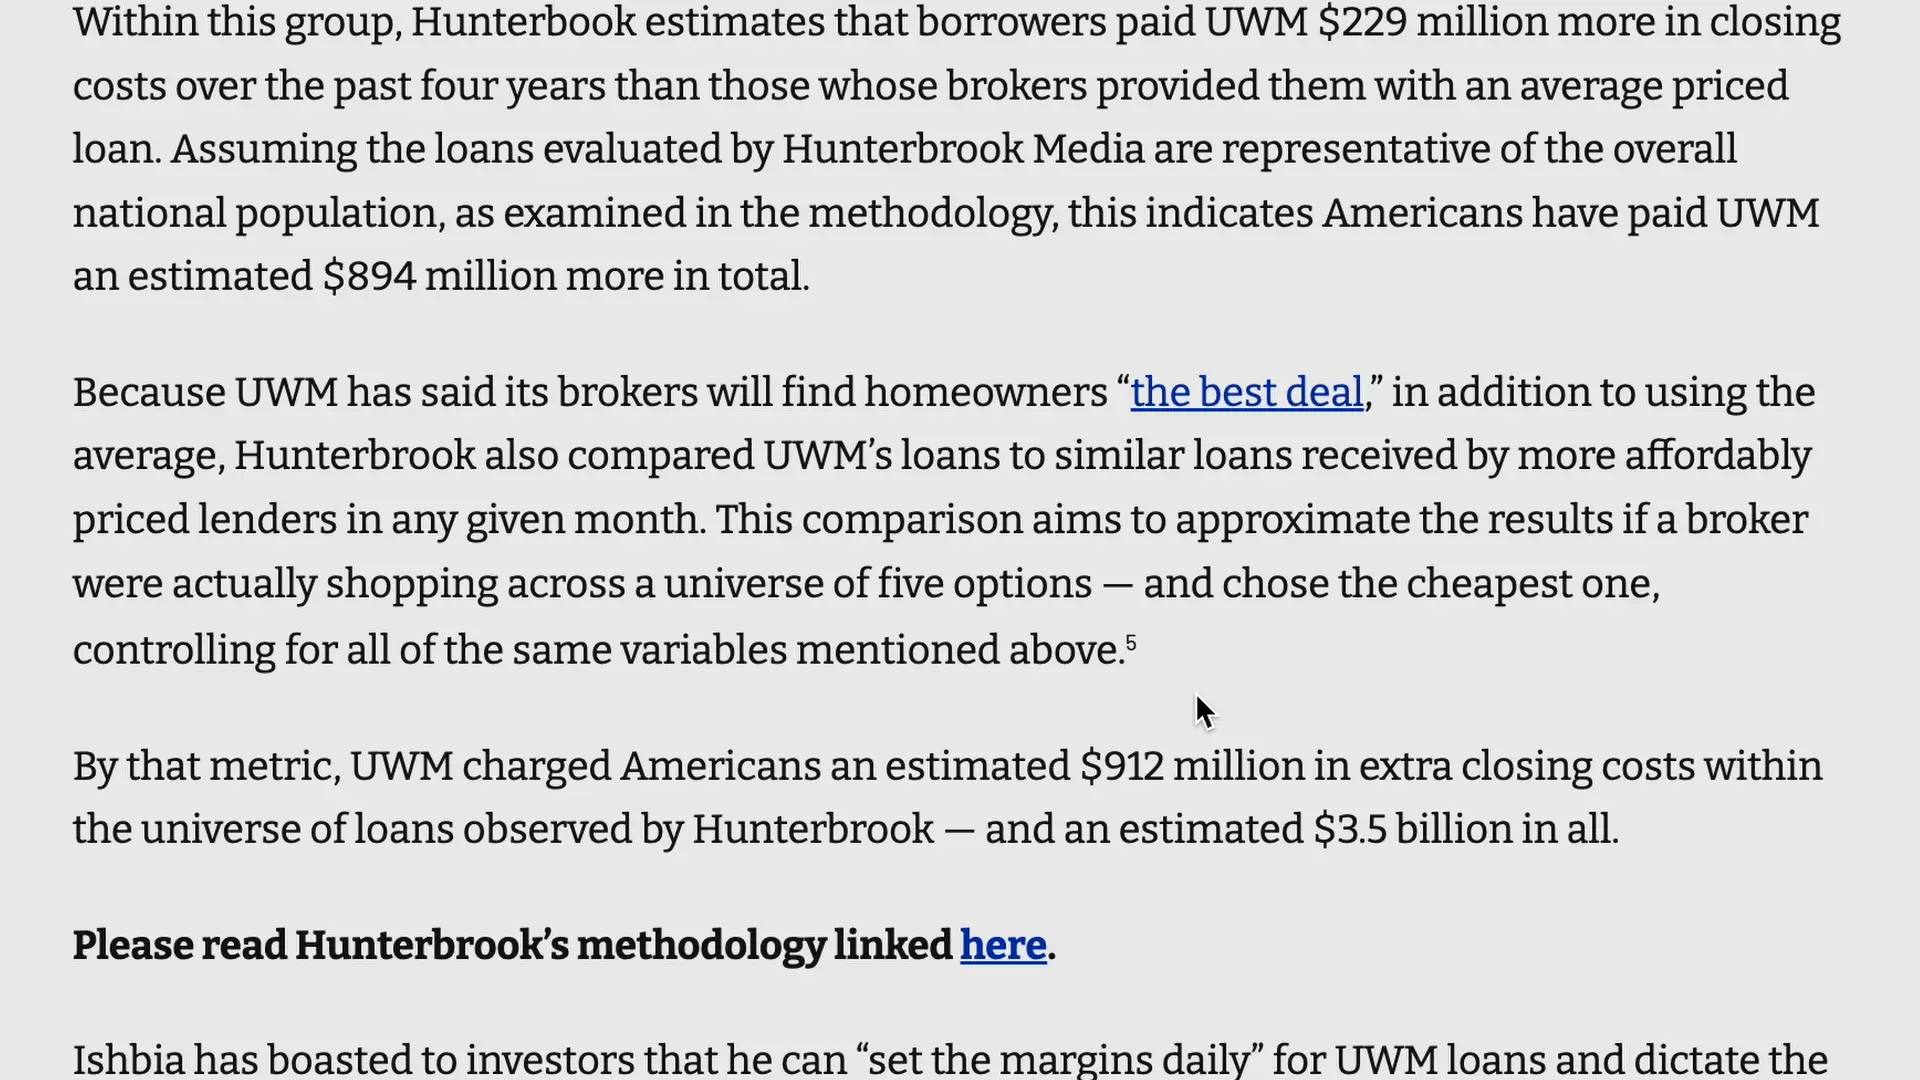 Within this group, Hunterbrook estimates that borrowers paid UWM $229 million more in closing
costs over the past four years than those whose brokers provided them with an average priced
loan. Assuming the loans evaluated by Hunterbrook Media are representative of the overall
national population, as examined in the methodology, this indicates Americans have paid UWM
an estimated $894 million more in total.
Because UWM has said its brokers will find homeowners “the best deal,” in addition to using the
average, Hunterbrook also compared UWM’s loans to similar loans received by more affordably
priced lenders in any given month. This comparison aims to approximate the results if a broker
were actually shopping across a universe of five options — and chose the cheapest one,
controlling for all of the same variables mentioned above.5
By that metric, UWM charged Americans an estimated $912 million in extra closing costs within
the universe of loans observed by Hunterbrook — and an estimated $3.5 billion in all.
Please read Hunterbrook’s methodology linked here.
Ishbia has boasted to investors that he can “set the margins daily” for UWM loans and dictate the